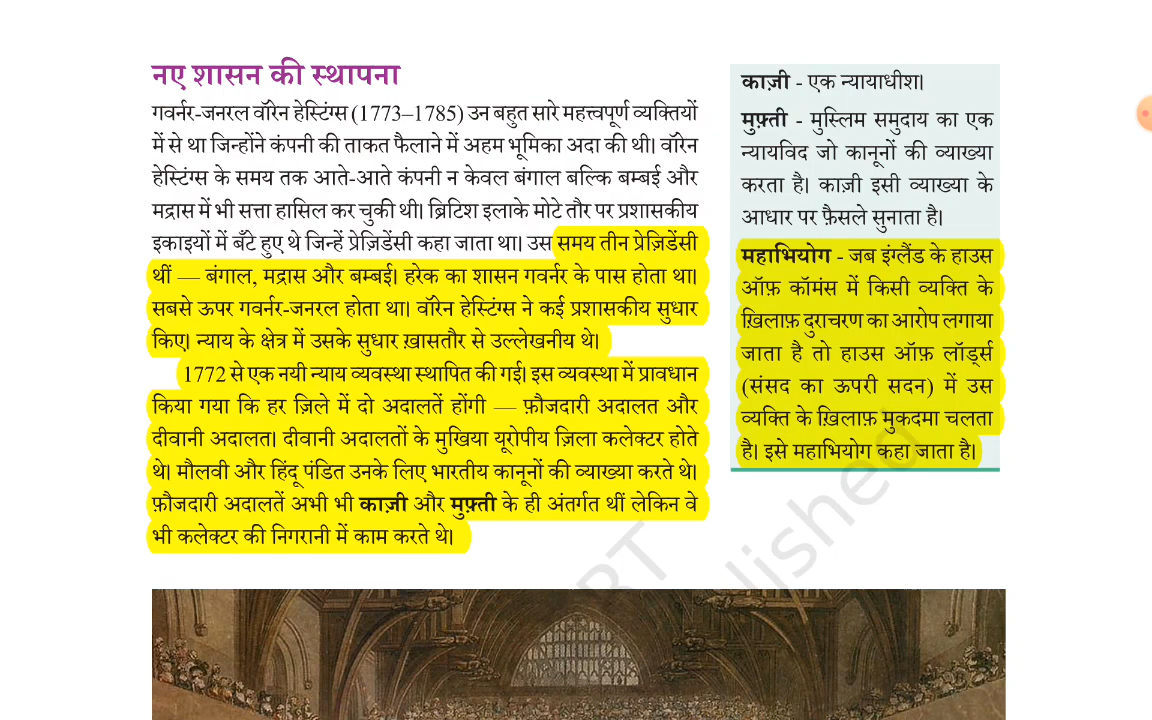 नए शासन की स्थापना
गवर्नर-जनरल वॉरेन हेस्टिंग्स (1773–1785) उन बहुत सारे महत्त्वपूर्ण व्यक्तियों
में से था जिन्होंने कंपनी की ताकत फैलाने में अहम भूमिका अदा की थी। वॉरेन
हेस्टिंग्स के समय तक आते-आते कंपनी न केवल बंगाल बल्कि बम्बई और
मद्रास में भी सत्ता हासिल कर चुकी थी। ब्रिटिश इलाके मोटे तौर पर प्रशासकीय
इकाइयों में बँटे हुए थे जिन्हें प्रेज़िडेंसी कहा जाता था। उस समय तीन प्रेज़िडेंसी
थीं — बंगाल, मद्रास और बम्बई। हरेक का शासन गवर्नर के पास होता था।
सबसे ऊपर गवर्नर-जनरल होता था। वॉरेन हेस्टिंग्स ने कई प्रशासकीय सुधार
किए। न्याय के क्षेत्र में उसके सुधार ख़ासतौर से उल्लेखनीय थे।
1772 से एक नयी न्याय व्यवस्था स्थापित की गई। इस व्यवस्था में प्रावधान
किया गया कि हर ज़िले में दो अदालतें होंगी — फ़ौजदारी अदालत और
दीवानी अदालत। दीवानी अदालतों के मुखिया यूरोपीय ज़िला कलेक्टर होते
थे। मौलवी और हिंदू पंडित उनके लिए भारतीय कानूनों की व्याख्या करते थे।
फ़ौजदारी अदालतें अभी भी काज़ी और मुफ़्ती के ही अंतर्गत थीं लेकिन वे
भी कलेक्टर की निगरानी में काम करते थे।
काज़ी - एक न्यायाधीश।
मुफ़्ती - मुस्लिम समुदाय का एक
न्यायविद जो कानूनों की व्याख्या
करता है। काज़ी इसी व्याख्या के
आधार पर फ़ैसले सुनाता है।
महाभियोग - जब इंग्लैंड के हाउस
ऑफ़ कॉमंस में किसी व्यक्ति के
ख़िलाफ़ दुराचरण का आरोप लगाया
जाता है तो हाउस ऑफ़ लॉर्ड्स
(संसद का ऊपरी सदन) में उस
व्यक्ति के ख़िलाफ़ मुकदमा चलता
है। इसे महाभियोग कहा जाता है।